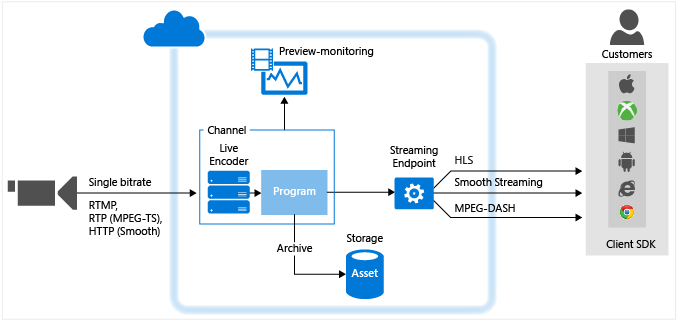 Preview-monitoring
Customers
Channel
Live
Encoder
Program
Streaming
Endpoint
HLS
Smooth Streaming
MPEG-DASH
Single bitrate
RTMP,
RTP (MPEG-TS),
HTTP (Smooth)
Archive
Storage
Asset
Client SDK